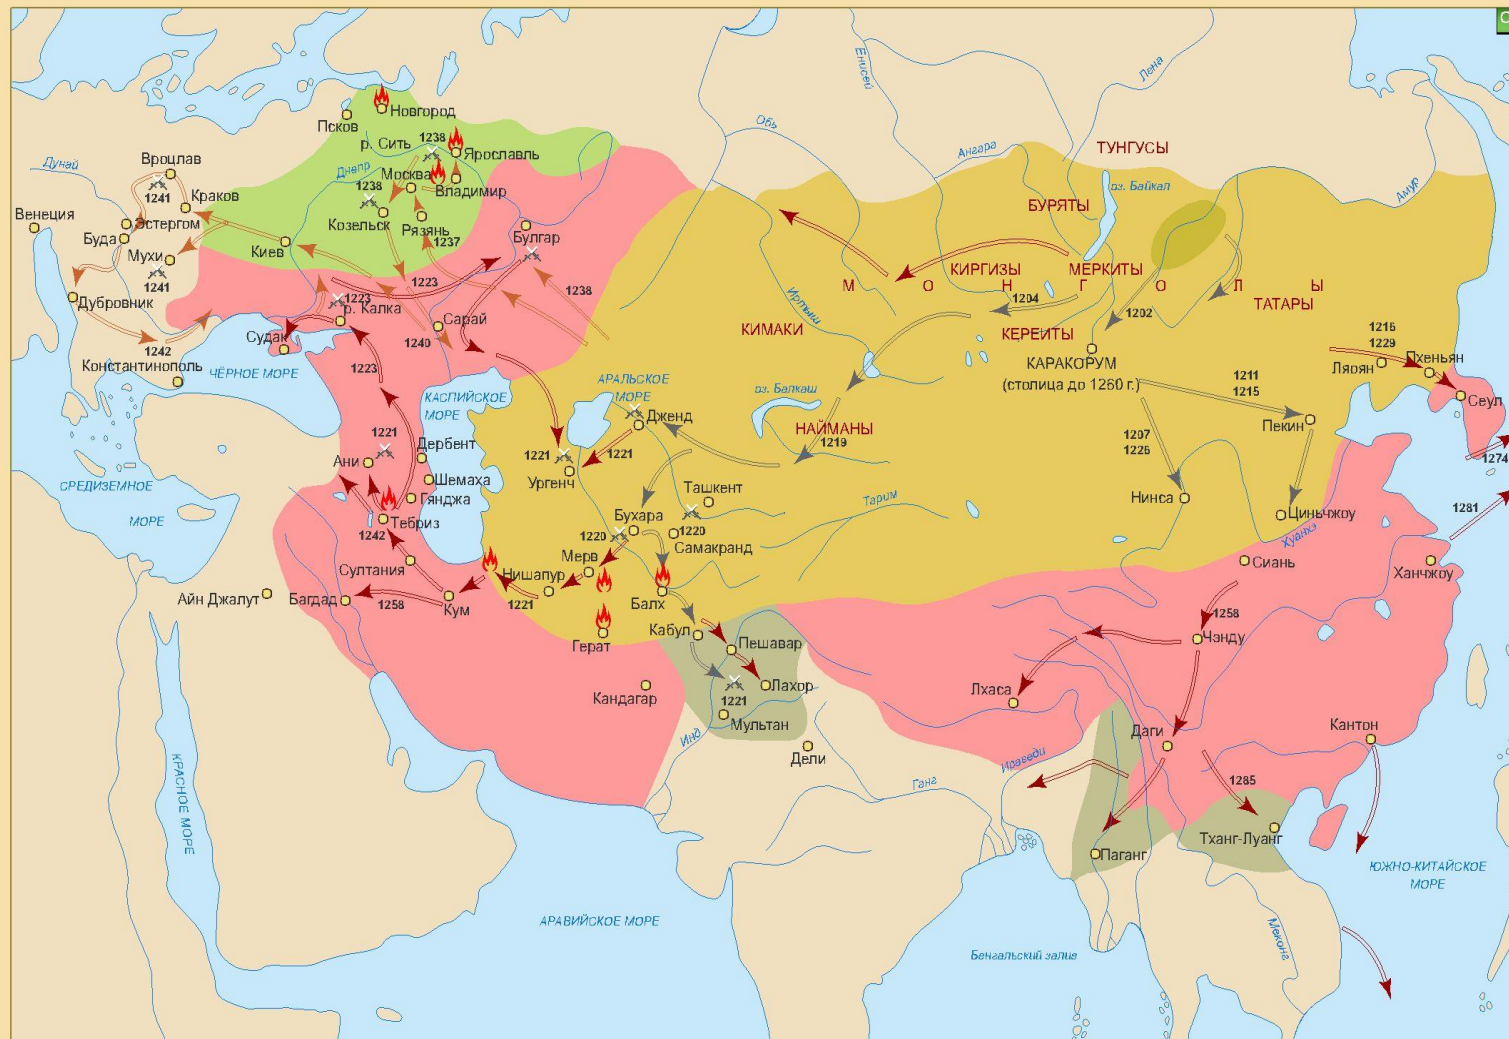 С
Новгород
Псков
р. Сить
1238
Ярославль
Днепр
Москва
Владимир
1238
Козельск
Рязань
1237
Киев
Булгар
1223
1238
1223
р. Калка
Сарай
1240
Судак
1223
Дунай
Вроцлав
1241
Краков
Венеция
Эстергом
Буда
Мухи
1241
Дубровник
1242
Константинополь
ЧЁРНОЕ МОРЕ
КАСПИЙСКОЕ
МОРЕ
АРАЛЬСКОЕ
МОРЕ
СРЕДИЗЕМНОЕ
МОРЕ
1221
Дербент
Ани
Шемаха
Гянджа
Тебриз
1242
Султания
Багдад
1258
Кум
Айн Джалут
Ургенч
1221
1221
Дженд
Ташкент
Бухара
1220
1220
Самакранд
Мерв
Нишапур
1221
Балх
Герат
Кабул
Пешавар
Лахор
1221
Мультан
Кандагар
Инд
Дели
Ганг
КРАСНОЕ МОРЕ
АРАВИЙСКОЕ МОРЕ
Бенгальский залив
Обь
Енисей
Лена
Ангара
ТУНГУСЫ
оз. Байкал
Амур
БУРЯТЫ
КИРГИЗЫ
МЕРКИТЫ
М О Н Г О Л Ы
ТАТАРЫ
1204
1202
Иртыш
КИМАКИ
КЕРЕИТЫ
КАРАКОРУМ
(столица до 1260 г.)
оз. Балкаш
НАЙМАНЫ
1219
Тарим
1211
1215
1216
1229
Пхеньян
Ляоян
Сеул
Пекин
1207
1226
Нинса
Циньчжоу
Хуанхэ
1274
1281
Сиань
Ханчжоу
1258
Чэнду
Лхаса
Даги
Кантон
Ираведи
1285
Тханг-Луанг
Паганг
Меконг
ЮЖНО-КИТАЙСКОЕ
МОРЕ